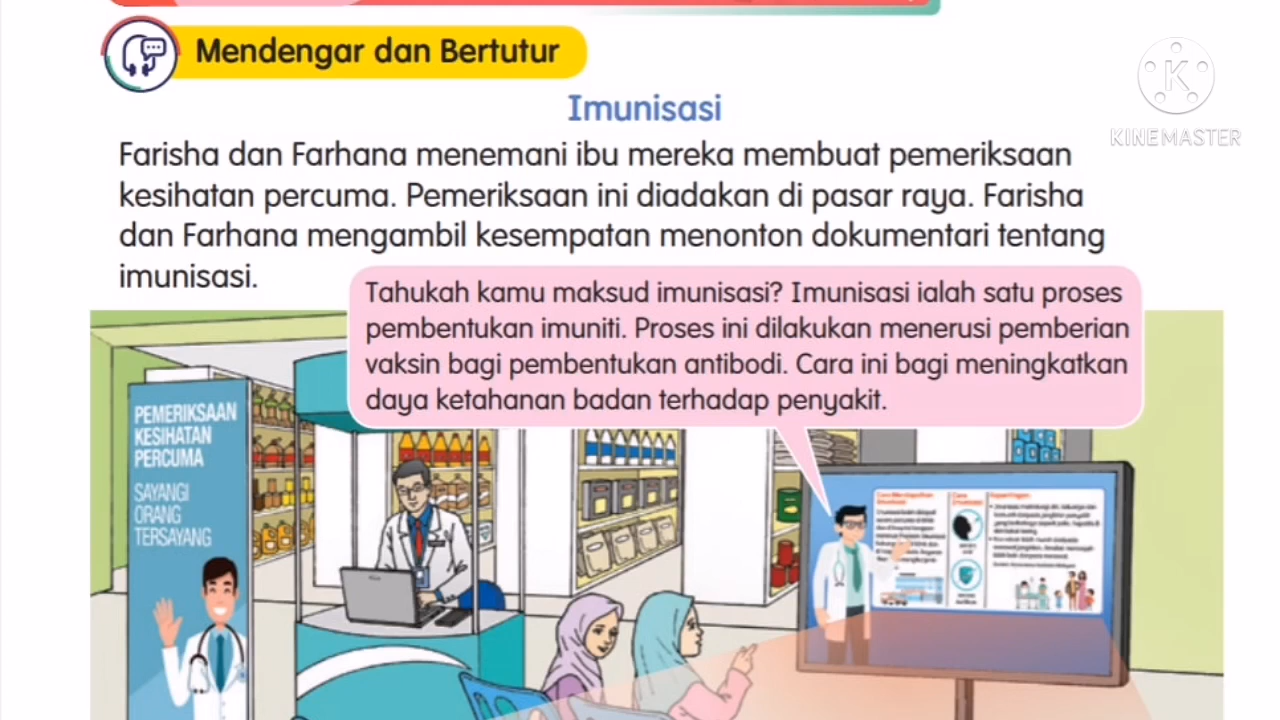 Mendengar dan Bertutur
KINEMASTER
Imunisasi
Farisha dan Farhana menemani ibu mereka membuat pemeriksaan
kesihatan percuma. Pemeriksaan ini diadakan di pasar raya. Farisha
dan Farhana mengambil kesempatan menonton dokumentari tentang
imunisasi.
Tahukah kamu maksud imunisasi? Imunisasi ialah satu proses
pembentukan imuniti. Proses ini dilakukan menerusi pemberian
vaksin bagi pembentukan antibodi. Cara ini bagi meningkatkan
daya ketahanan badan terhadap penyakit.
PEMERIKSAAN
KESIHATAN
PERCUMA
SAYANGI
ORANG
TERSAYANG